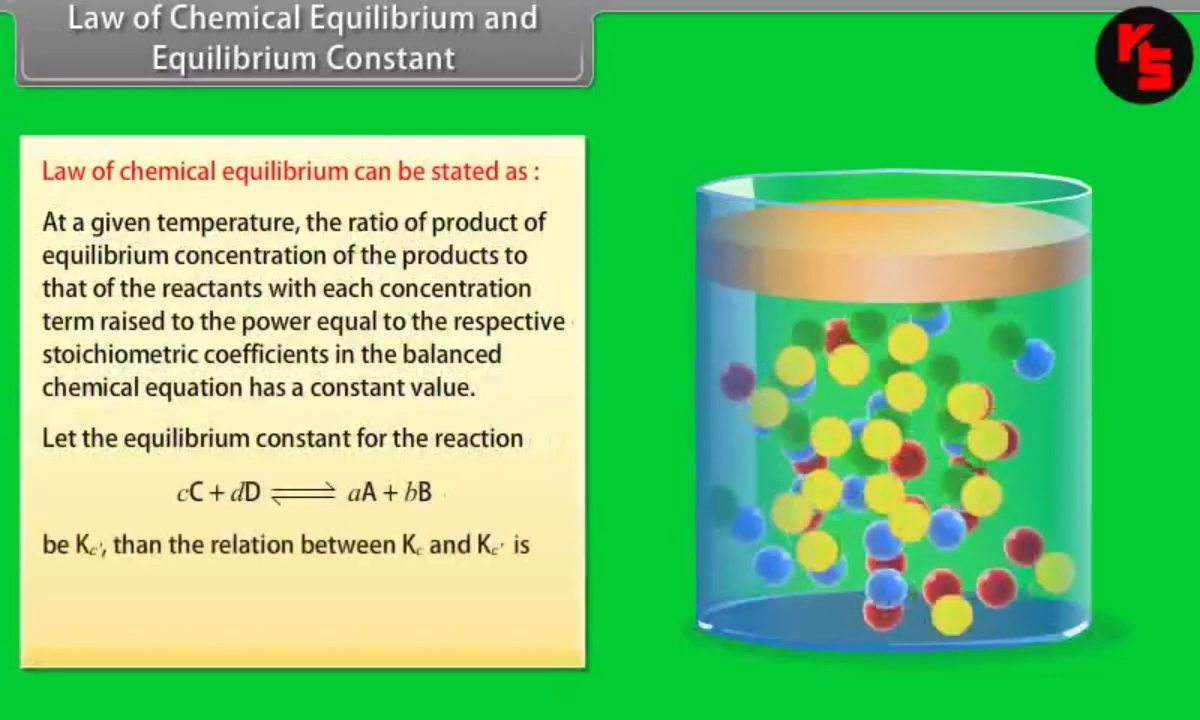 Law of Chemical Equilibrium and
Equilibrium Constant
KS
Law of chemical equilibrium can be stated as :
At a given temperature, the ratio of product of
equilibrium concentration of the products to
that of the reactants with each concentration
term raised to the power equal to the respective
stoichiometric coefficients in the balanced
chemical equation has a constant value.
Let the equilibrium constant for the reaction
cC + dD ⇌ aA + bB
be Kc', than the relation between Kc and Kc' is